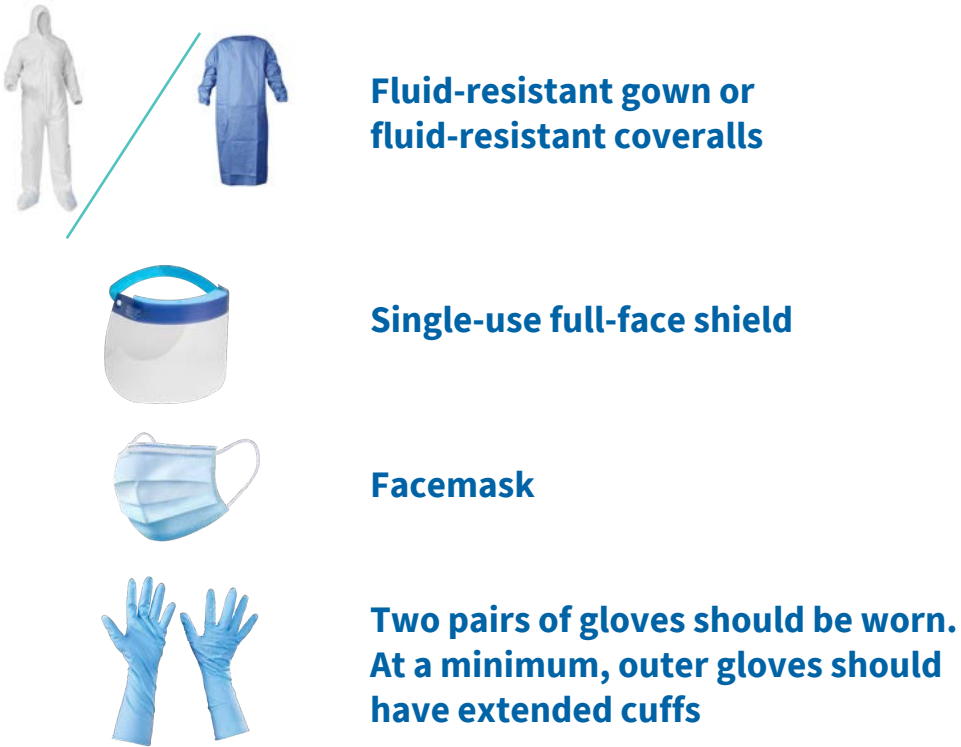 Fluid-resistant gown or
fluid-resistant coveralls
Single-use full-face shield
Facemask
Two pairs of gloves should be worn.
At a minimum, outer gloves should
have extended cuffs